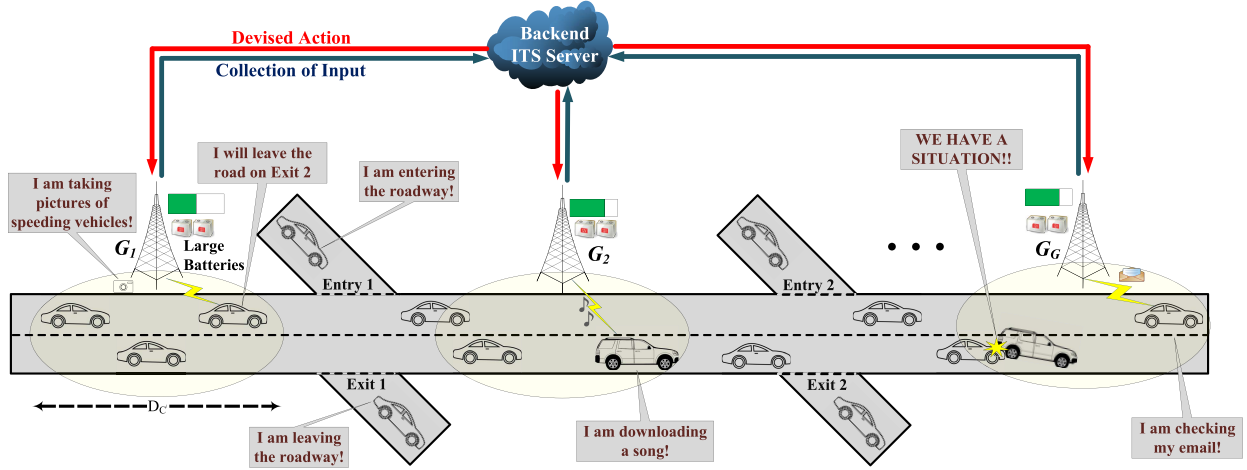 Devised Action
Collection of Input
Backend
ITS Server
I am taking
pictures of
speeding vehicles!
I will leave the
road on Exit 2
I am entering
the roadway!
WE HAVE A
SITUATION!!
G1
Large
Batteries
G2
GG
Entry 1
Entry 2
Exit 1
Exit 2
DC
I am leaving
the roadway!
I am downloading
a song!
I am checking
my email!